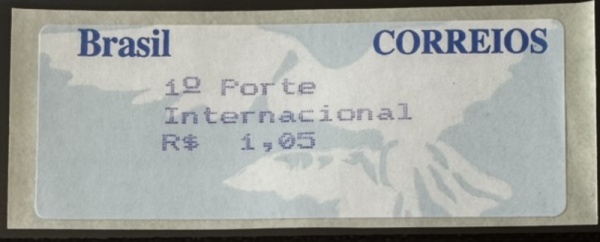 Brasil CORREIOS
1º Porte
Internacional
R$ 1,05